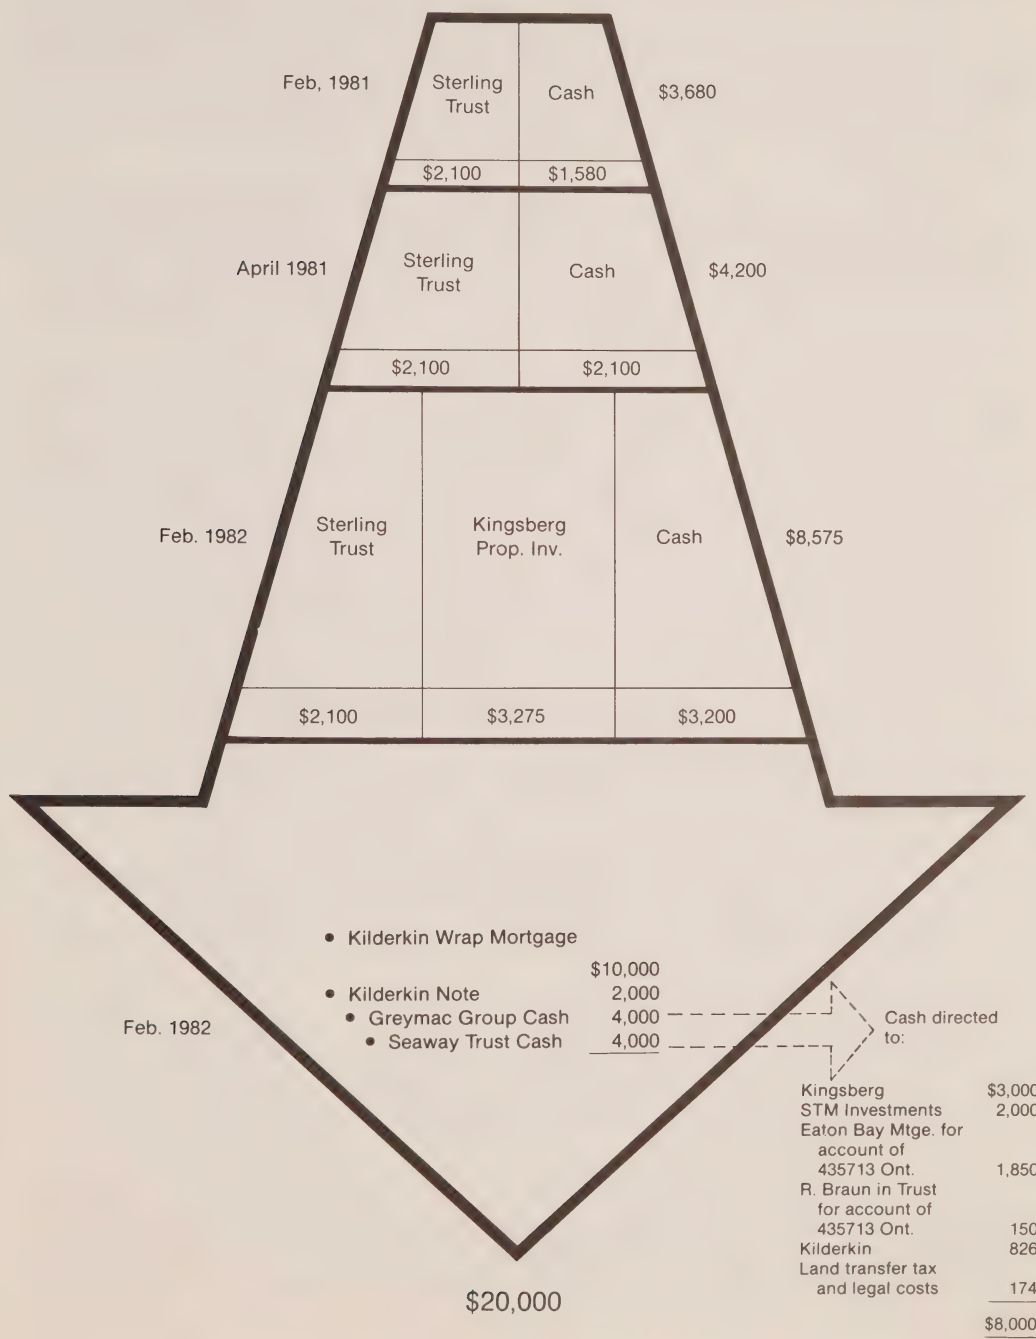 Feb, 1981
Sterling
Trust
Cash
$3,680
$2,100 $1,580
April 1981
Sterling
Trust
Cash
$4,200
$2,100 $2,100
Feb. 1982
Sterling
Trust
Kingsberg
Prop. Inv.
Cash
$8,575
$2,100 $3,275 $3,200
Feb. 1982
• Kilderkin Wrap Mortgage
$10,000
• Kilderkin Note 2,000
• Greymac Group Cash 4,000
• Seaway Trust Cash 4,000
Cash directed
to:
Kingsberg $3,000
STM Investments 2,000
Eaton Bay Mtge. for
account of
435713 Ont. 1,850
R. Braun in Trust
for account of
435713 Ont. 150
Kilderkin 826
Land transfer tax
and legal costs 174
$8,000
$20,000